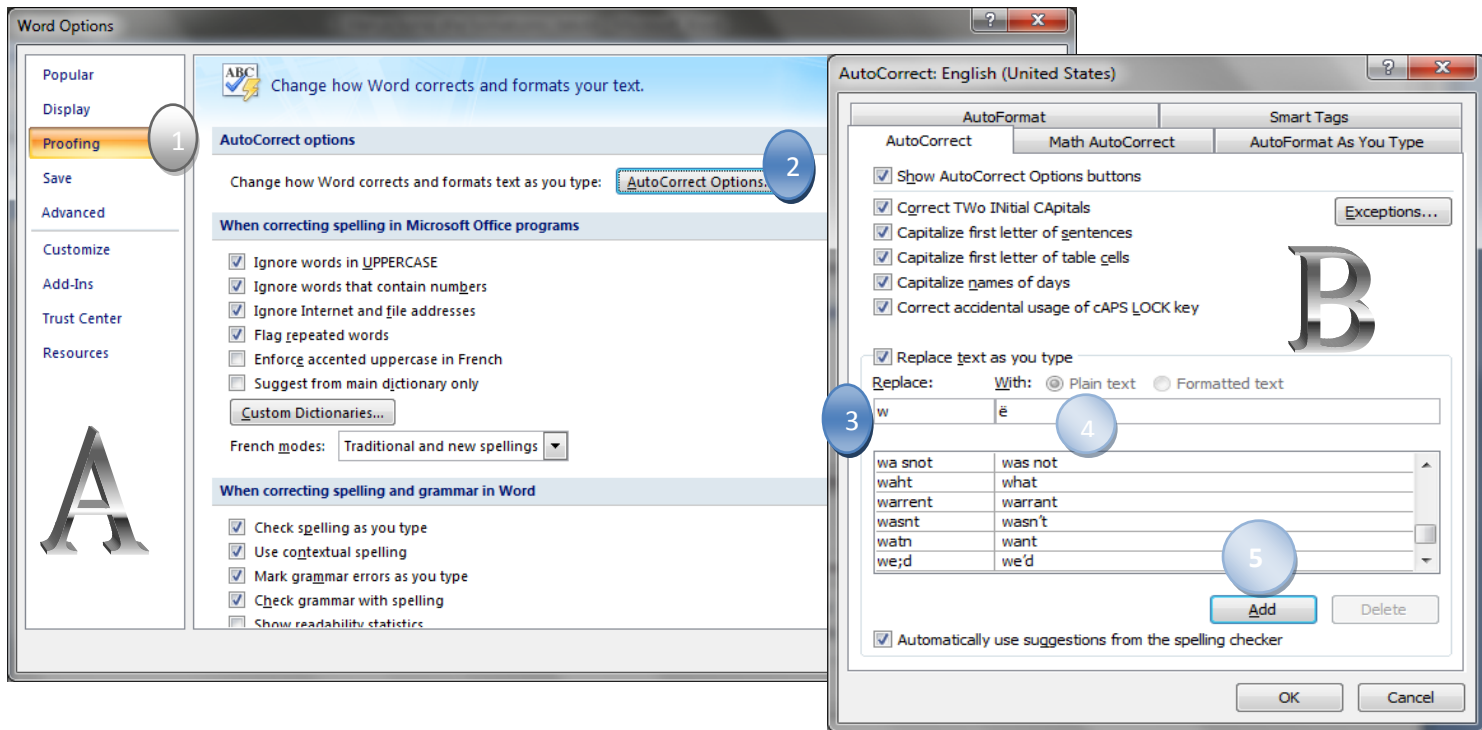 Word Options
Popular
Display
Proofing
1
Save
Advanced
Customize
Add-Ins
Trust Center
Resources
A
ABC
Change how Word corrects and formats your text.
AutoCorrect options
Change how Word corrects and formats text as you type: AutoCorrect Options..
2
When correcting spelling in Microsoft Office programs
Ignore words in UPPERCASE
Ignore words that contain numbers
Ignore Internet and file addresses
Flag repeated words
Enforce accented uppercase in French
Suggest from main dictionary only
Custom Dictionaries...
French modes: Traditional and new spellings
When correcting spelling and grammar in Word
Check spelling as you type
Use contextual spelling
Mark grammar errors as you type
Check grammar with spelling
Show readability statistics
AutoCorrect: English (United States)
AutoFormat Smart Tags
AutoCorrect Math AutoCorrect AutoFormat As You Type
Show AutoCorrect Options buttons
Correct TWo INitial CApitals
Exceptions...
Capitalize first letter of sentences
Capitalize first letter of table cells
Capitalize names of days
Correct accidental usage of cAPS LOCK key
B
Replace text as you type
Replace: With: Plain text Formatted text
3 w ë 4
wa snot was not
waht what
warrent warrant
wasnt wasn't
watn want
we;d we'd
5
Add Delete
Automatically use suggestions from the spelling checker
OK Cancel